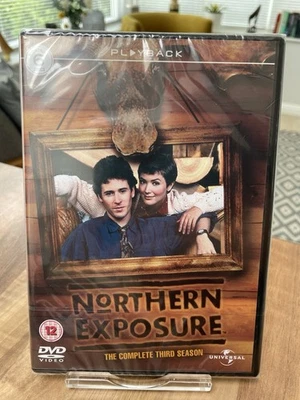 PLAYBACK
NORTHERN
EXPOSURE
THE COMPLETE THIRD SEASON
12
DVD
VIDEO
UNIVERSAL